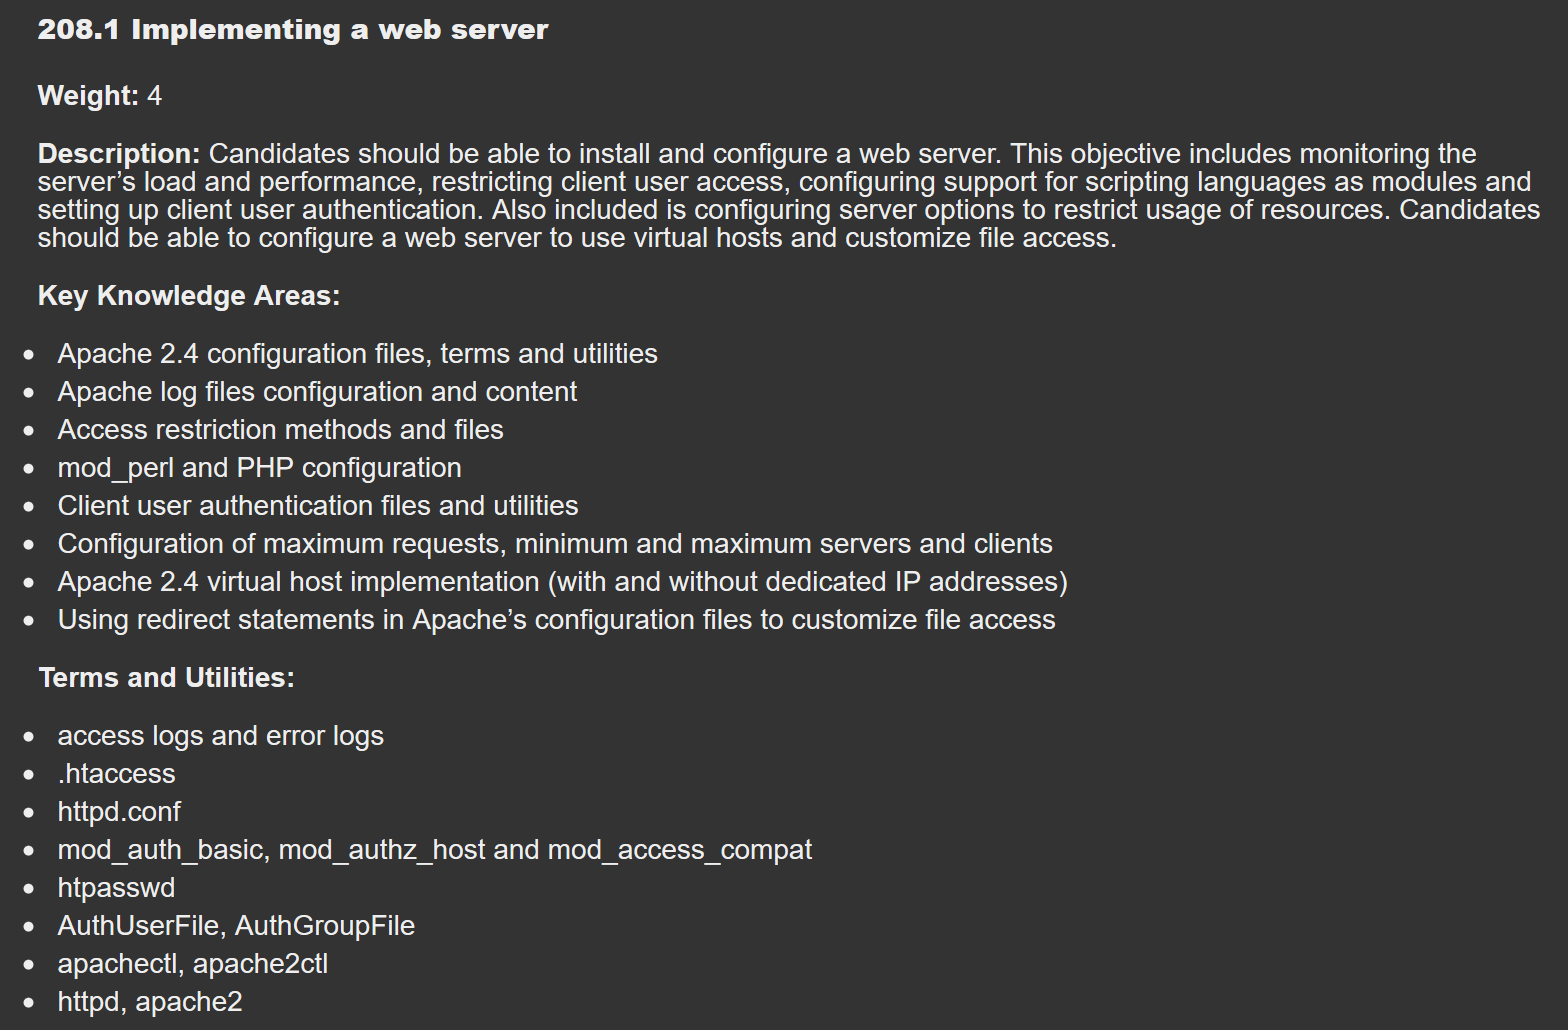 208.1 Implementing a web server
Weight: 4
Description: Candidates should be able to install and configure a web server. This objective includes monitoring the
server’s load and performance, restricting client user access, configuring support for scripting languages as modules and
setting up client user authentication. Also included is configuring server options to restrict usage of resources. Candidates
should be able to configure a web server to use virtual hosts and customize file access.
Key Knowledge Areas:
• Apache 2.4 configuration files, terms and utilities
• Apache log files configuration and content
• Access restriction methods and files
• mod_perl and PHP configuration
• Client user authentication files and utilities
• Configuration of maximum requests, minimum and maximum servers and clients
• Apache 2.4 virtual host implementation (with and without dedicated IP addresses)
• Using redirect statements in Apache’s configuration files to customize file access
Terms and Utilities:
• access logs and error logs
• .htaccess
• httpd.conf
• mod_auth_basic, mod_authz_host and mod_access_compat
• htpasswd
• AuthUserFile, AuthGroupFile
• apachectl, apache2ctl
• httpd, apache2